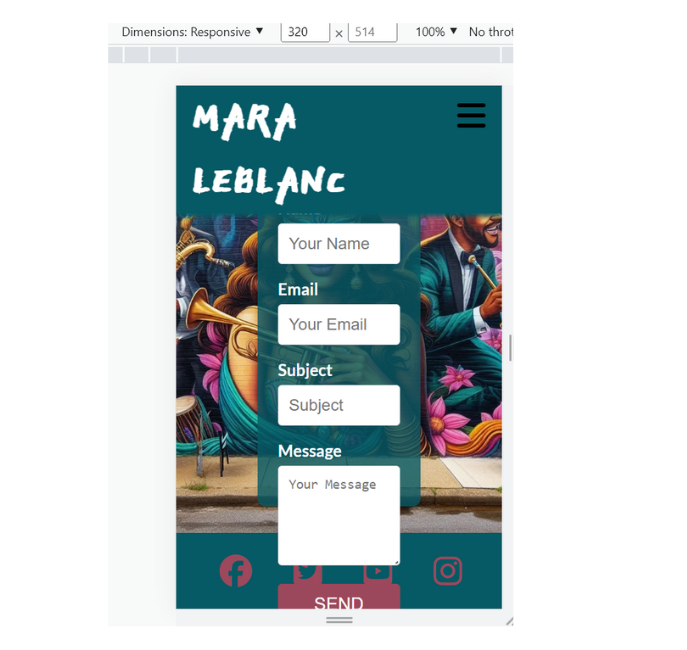 Dimensions: Responsive ▼ 320 × 514 100% ▼ No throt
MARA
LEBLANC
Your Name
Email
Your Email
Subject
Subject
Message
Your Message
SEND